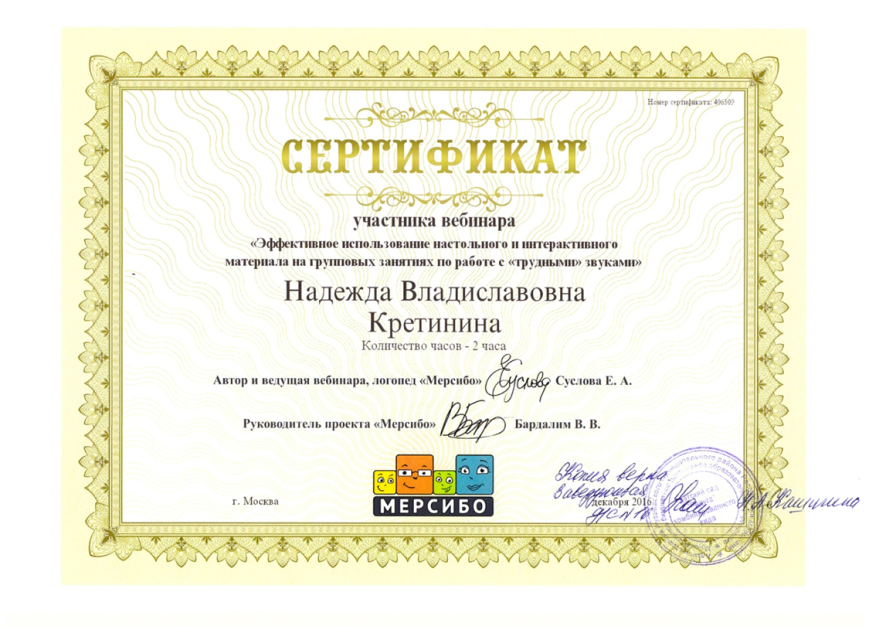 Номер сертификата: 496503
СЕРТИФИКАТ
участника вебинара
«Эффективное использование настольного и интерактивного
материала на групповых занятиях по работе с «трудными» звуками»
Надежда Владиславовна
Кретинина
Количество часов - 2 часа
Автор и ведущая вебинара, логопед «Мерсибо» Суслова Е. А.
Руководитель проекта «Мерсибо» Бардалим В. В.
МЕРСИБО
г. Москва
декабря 2016
Копия верна
Заведующая